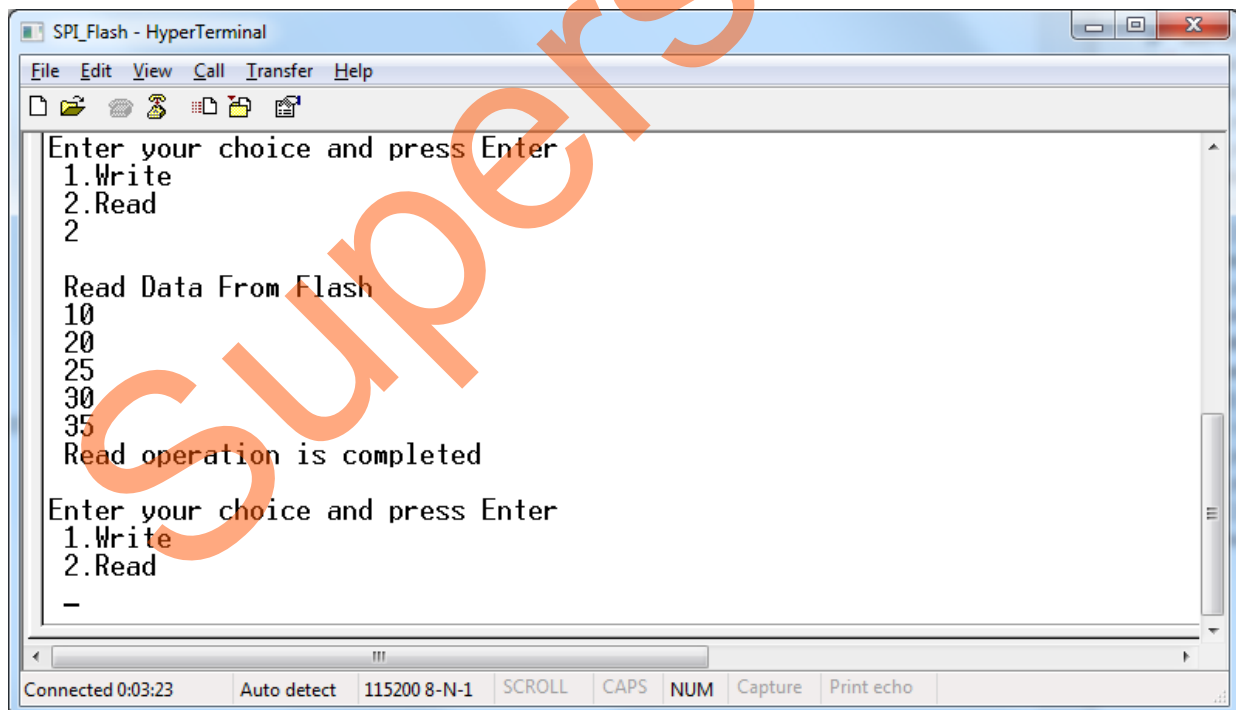 SPI_Flash - HyperTerminal
File Edit View Call Transfer Help
Enter your choice and press Enter
1.Write
2.Read
2
Read Data From Flash
10
20
25
30
35
Read operation is completed
Enter your choice and press Enter
1.Write
2.Read
_
Connected 0:03:23 Auto detect 115200 8-N-1 SCROLL CAPS NUM Capture Print echo
Supers